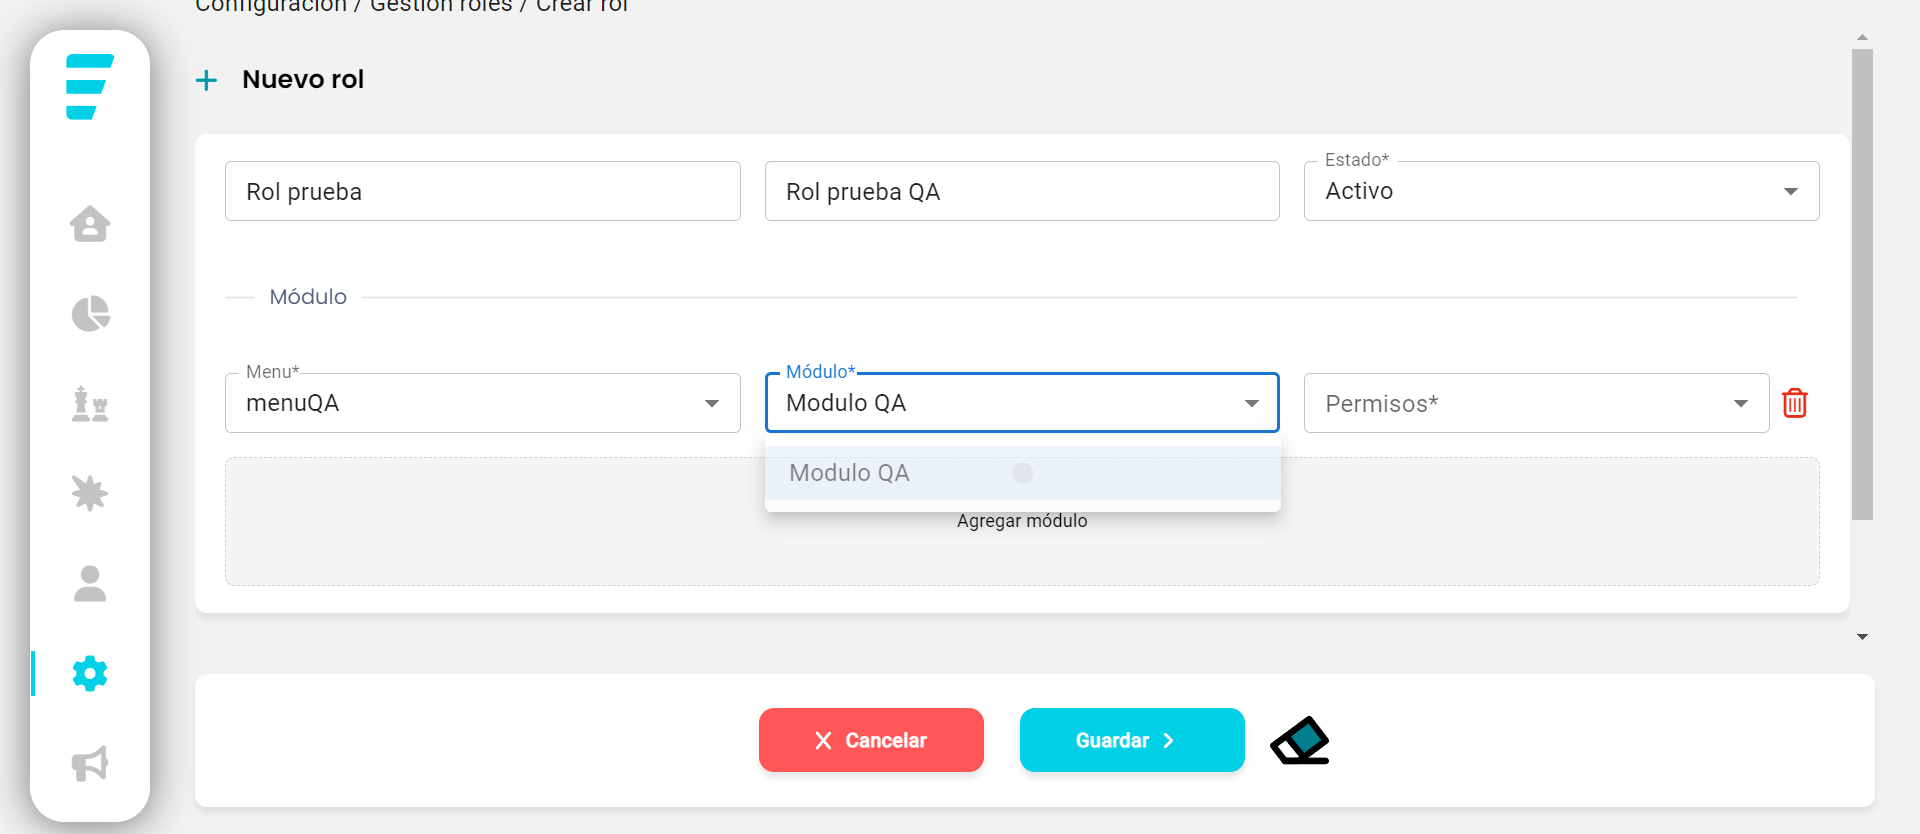 Configuración / Gestión roles / Crear rol
Nuevo rol
Rol prueba
Rol prueba QA
Estado*
Activo
Módulo
Menu*
menuQA
Módulo*
Modulo QA
Permisos*
Modulo QA
Agregar módulo
Cancelar
Guardar